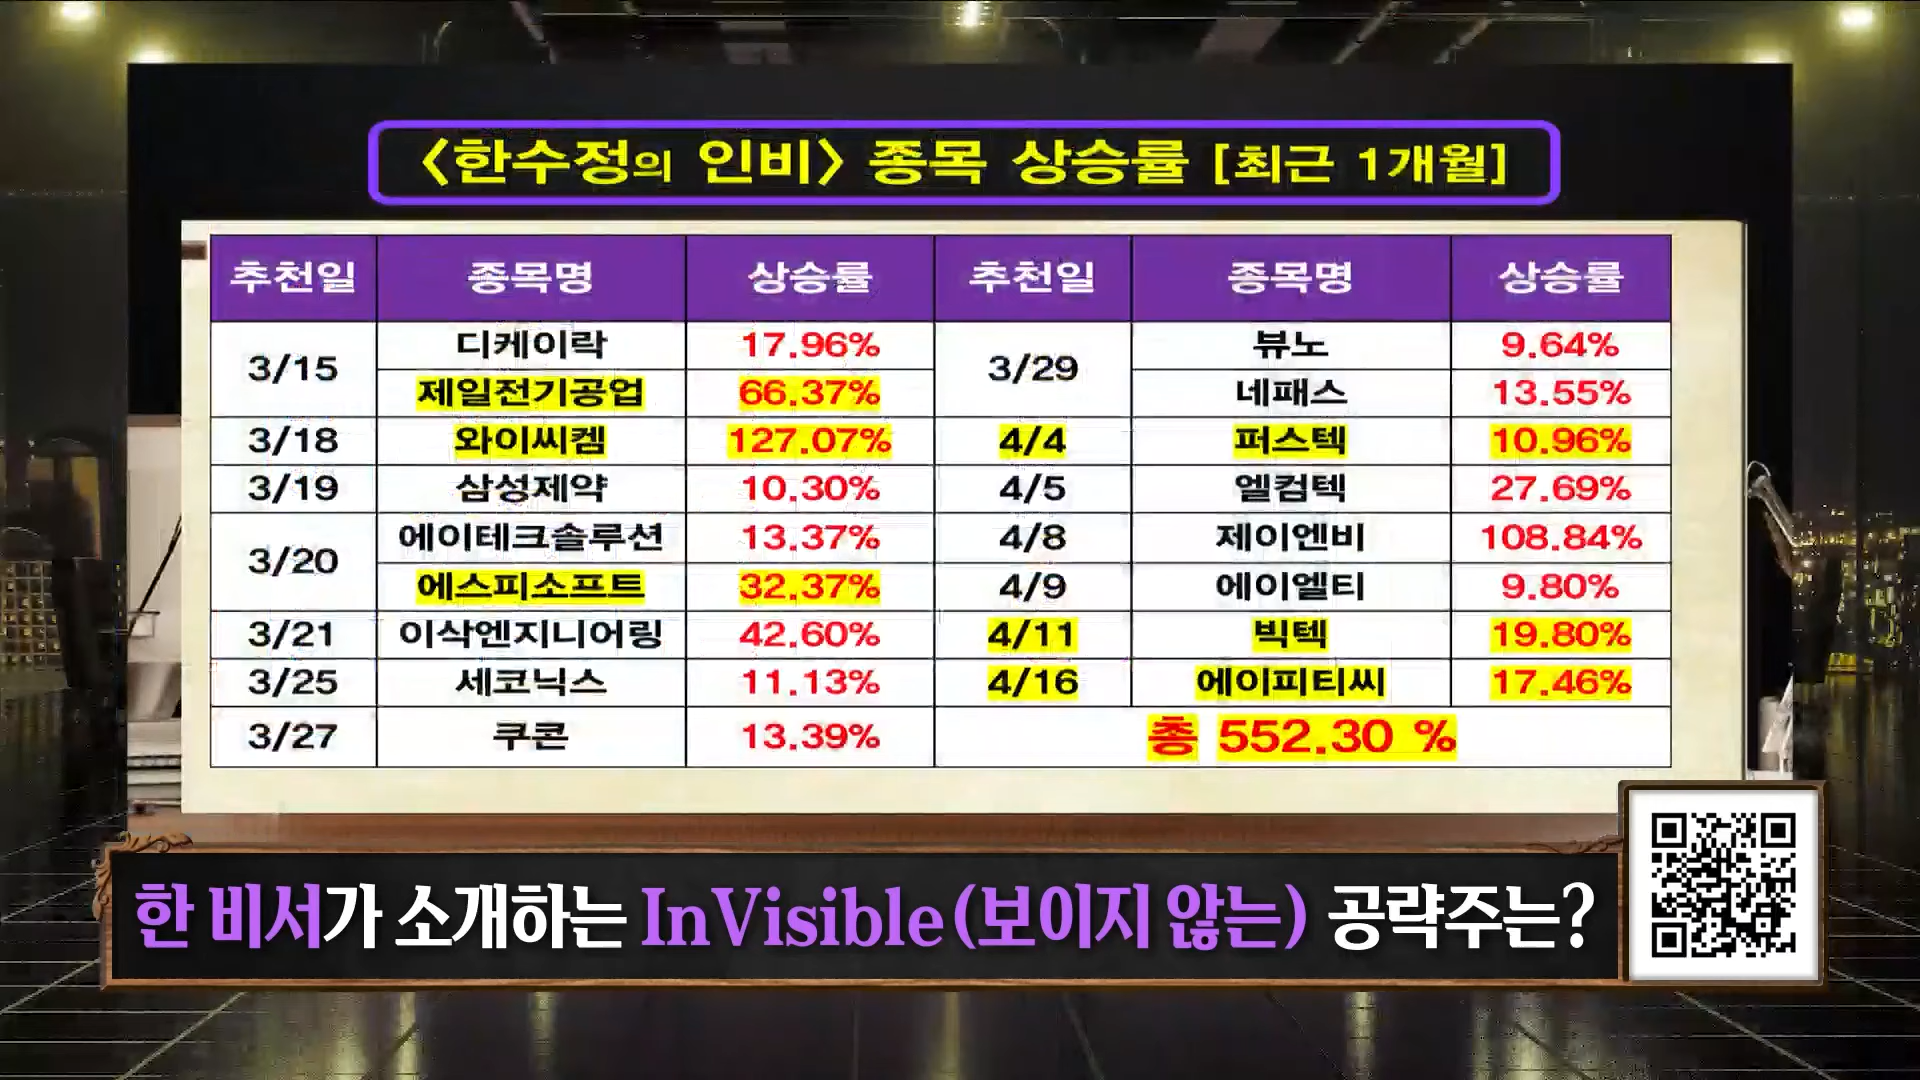 <한수정의 인비> 종목 상승률 [최근 1개월]
추천일 종목명 상승률 추천일 종목명 상승률
3/15 디케이락 17.96% 3/29 뷰노 9.64%
제일전기공업 66.37% 네패스 13.55%
3/18 와이씨켐 127.07% 4/4 퍼스텍 10.96%
3/19 삼성제약 10.30% 4/5 엘컴텍 27.69%
3/20 에이테크솔루션 13.37% 4/8 제이엔비 108.84%
에스피소프트 32.37% 4/9 에이엘티 9.80%
3/21 이삭엔지니어링 42.60% 4/11 빅텍 19.80%
3/25 세코닉스 11.13% 4/16 에이피티씨 17.46%
3/27 쿠콘 13.39% 총 552.30 %
한 비서가 소개하는 InVisible(보이지 않는) 공략주는?